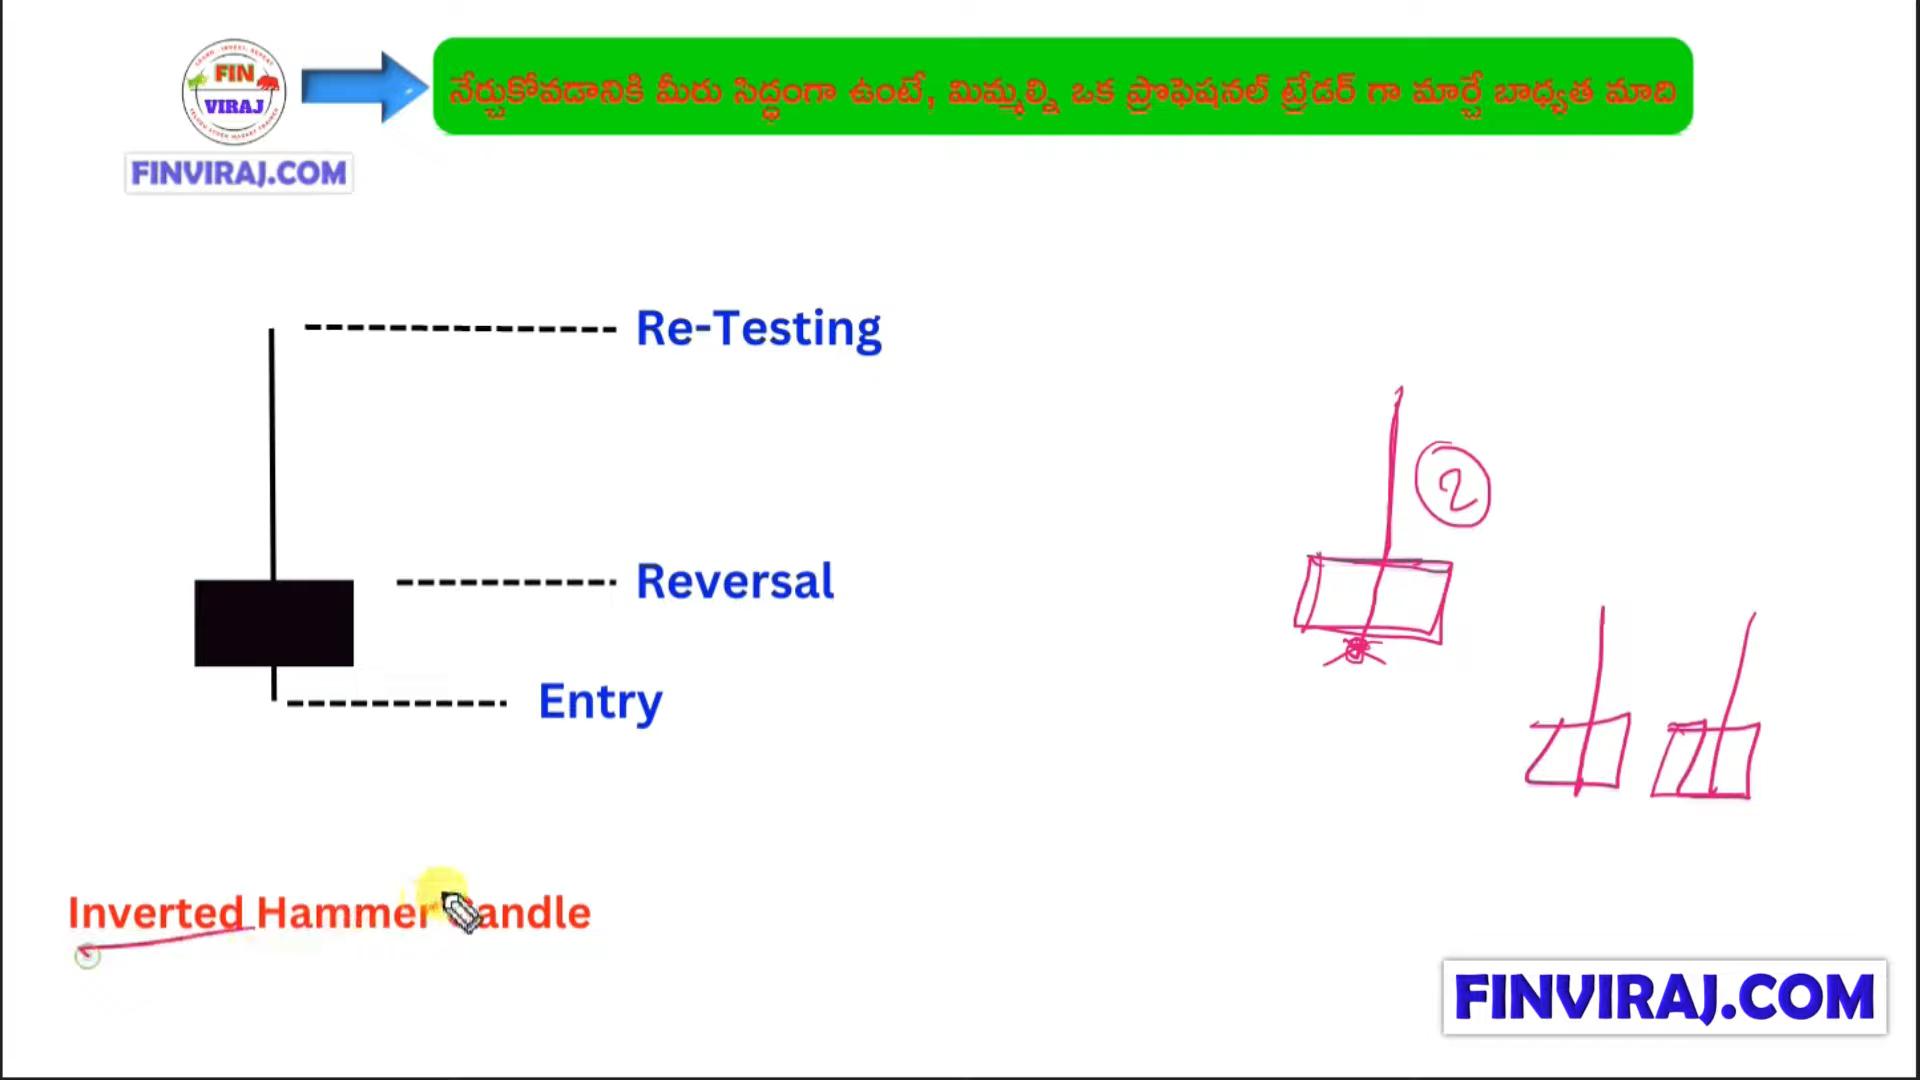 FIN
VIRAJ
నేర్చుకోవడానికి మీరు సిద్ధంగా ఉంటే, మిమ్మల్ని ఒక ప్రొఫెషనల్ ట్రేడర్ గా మార్చే బాధ్యత మాది
FINVIRAJ.COM
Re-Testing
2
Reversal
Entry
Inverted Hammer Candle
FINVIRAJ.COM